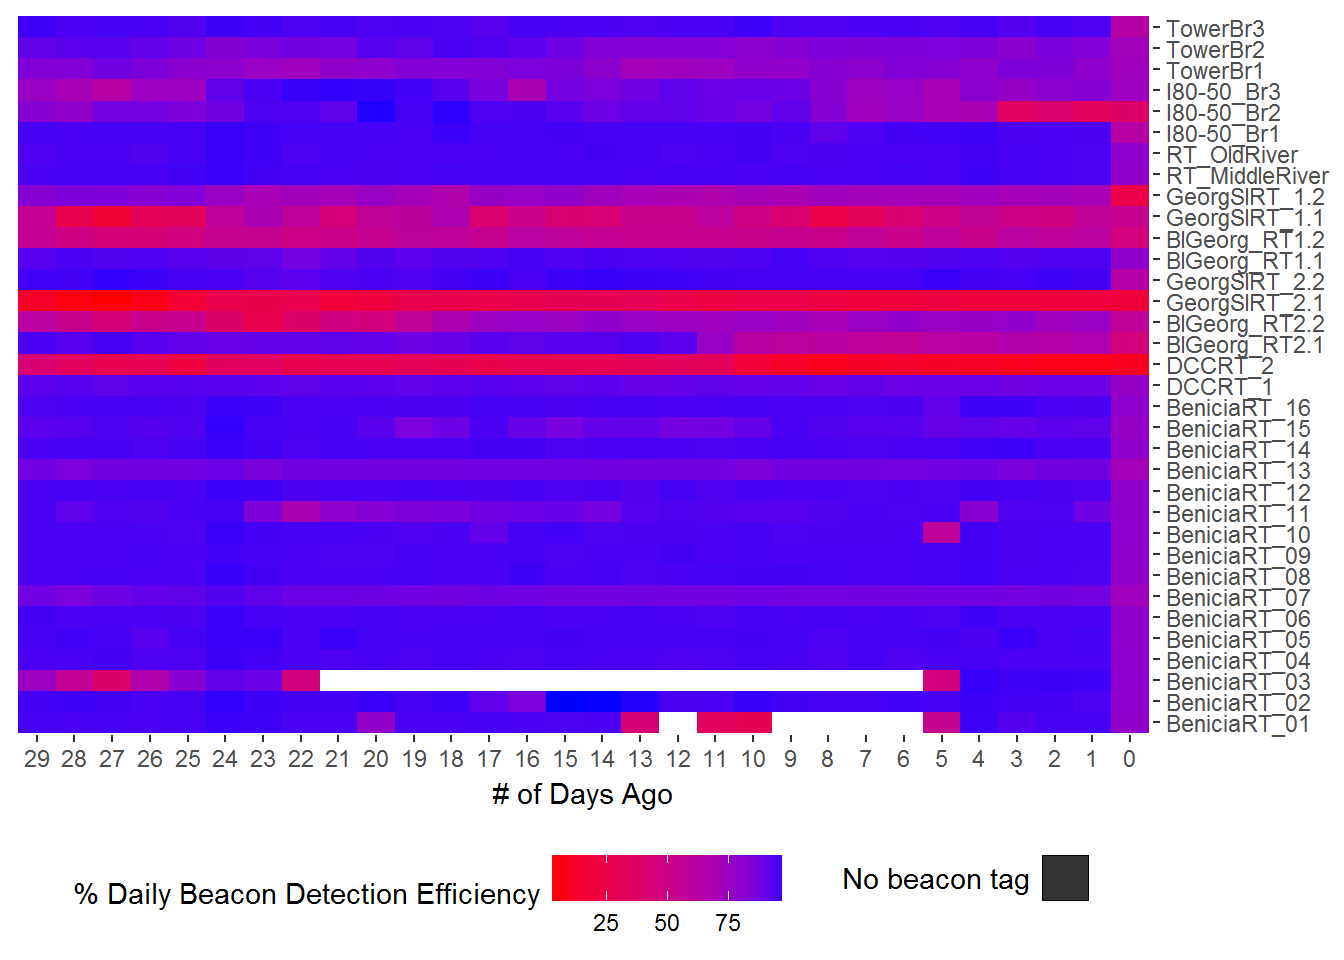 TowerBr3
TowerBr2
TowerBr1
I80-50_Br3
I80-50_Br2
I80-50_Br1
RT_OldRiver
RT_MiddleRiver
GeorgSlRT_1.2
GeorgSlRT_1.1
BlGeorg_RT1.2
BlGeorg_RT1.1
GeorgSlRT_2.2
GeorgSlRT_2.1
BlGeorg_RT2.2
BlGeorg_RT2.1
DCCRT_2
DCCRT_1
BeniciaRT_16
BeniciaRT_15
BeniciaRT_14
BeniciaRT_13
BeniciaRT_12
BeniciaRT_11
BeniciaRT_10
BeniciaRT_09
BeniciaRT_08
BeniciaRT_07
BeniciaRT_06
BeniciaRT_05
BeniciaRT_04
BeniciaRT_03
BeniciaRT_02
BeniciaRT_01
29 28 27 26 25 24 23 22 21 20 19 18 17 16 15 14 13 12 11 10 9 8 7 6 5 4 3 2 1 0
# of Days Ago
% Daily Beacon Detection Efficiency
25 50 75
No beacon tag